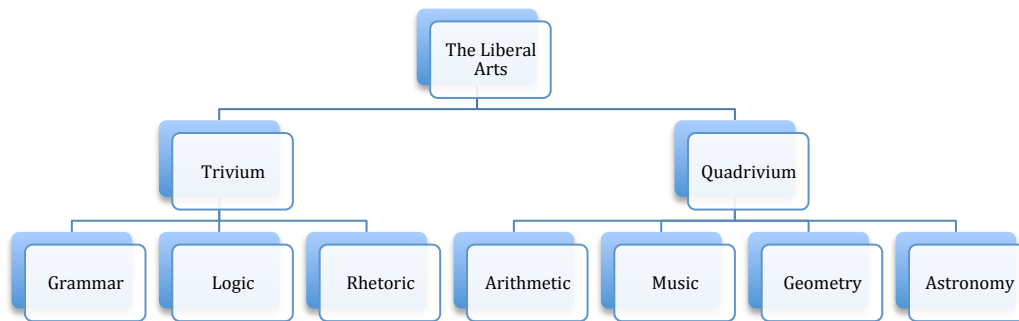 The Liberal
Arts
Trivium
Quadrivium
Grammar
Logic
Rhetoric
Arithmetic
Music
Geometry
Astronomy